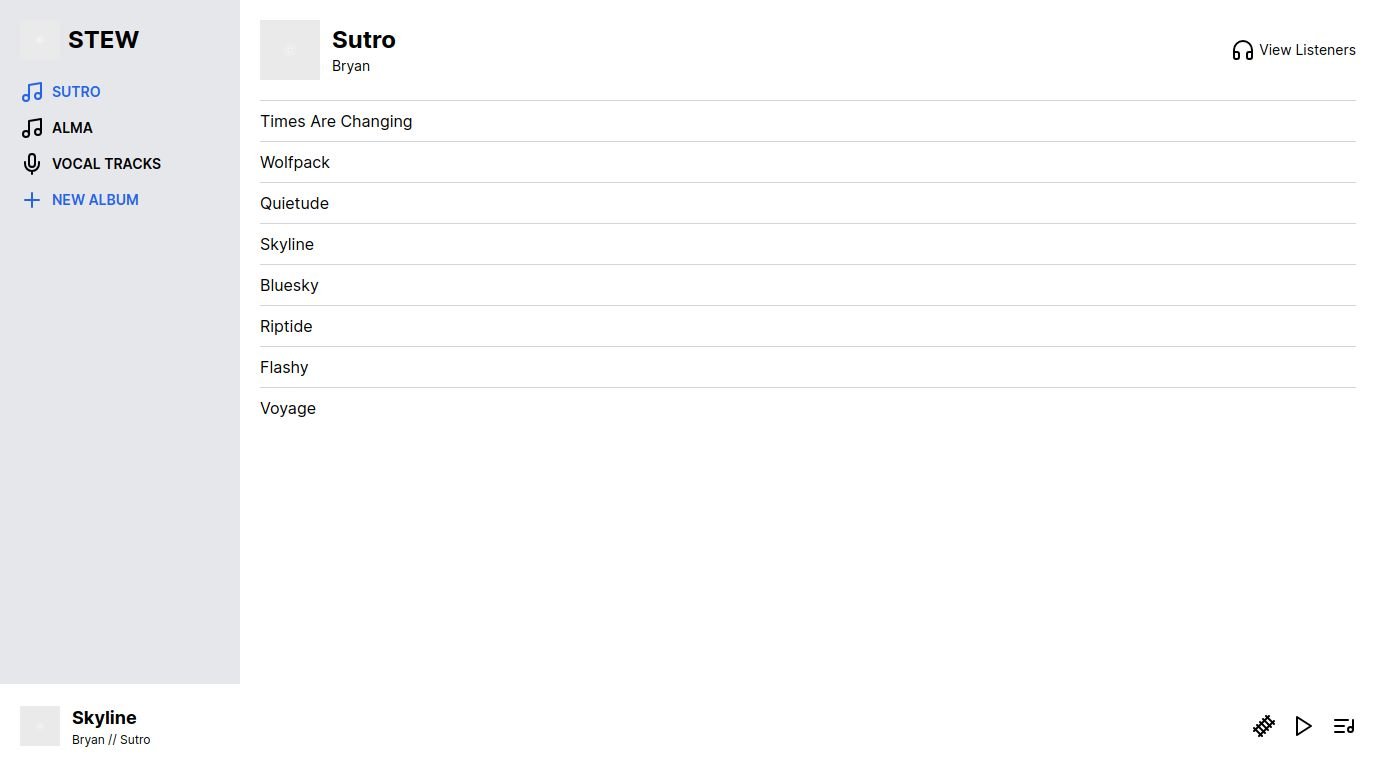 STEW
SUTRO
ALMA
VOCAL TRACKS
NEW ALBUM
Sutro
Bryan
View Listeners
Times Are Changing
Wolfpack
Quietude
Skyline
Bluesky
Riptide
Flashy
Voyage
Skyline
Bryan // Sutro